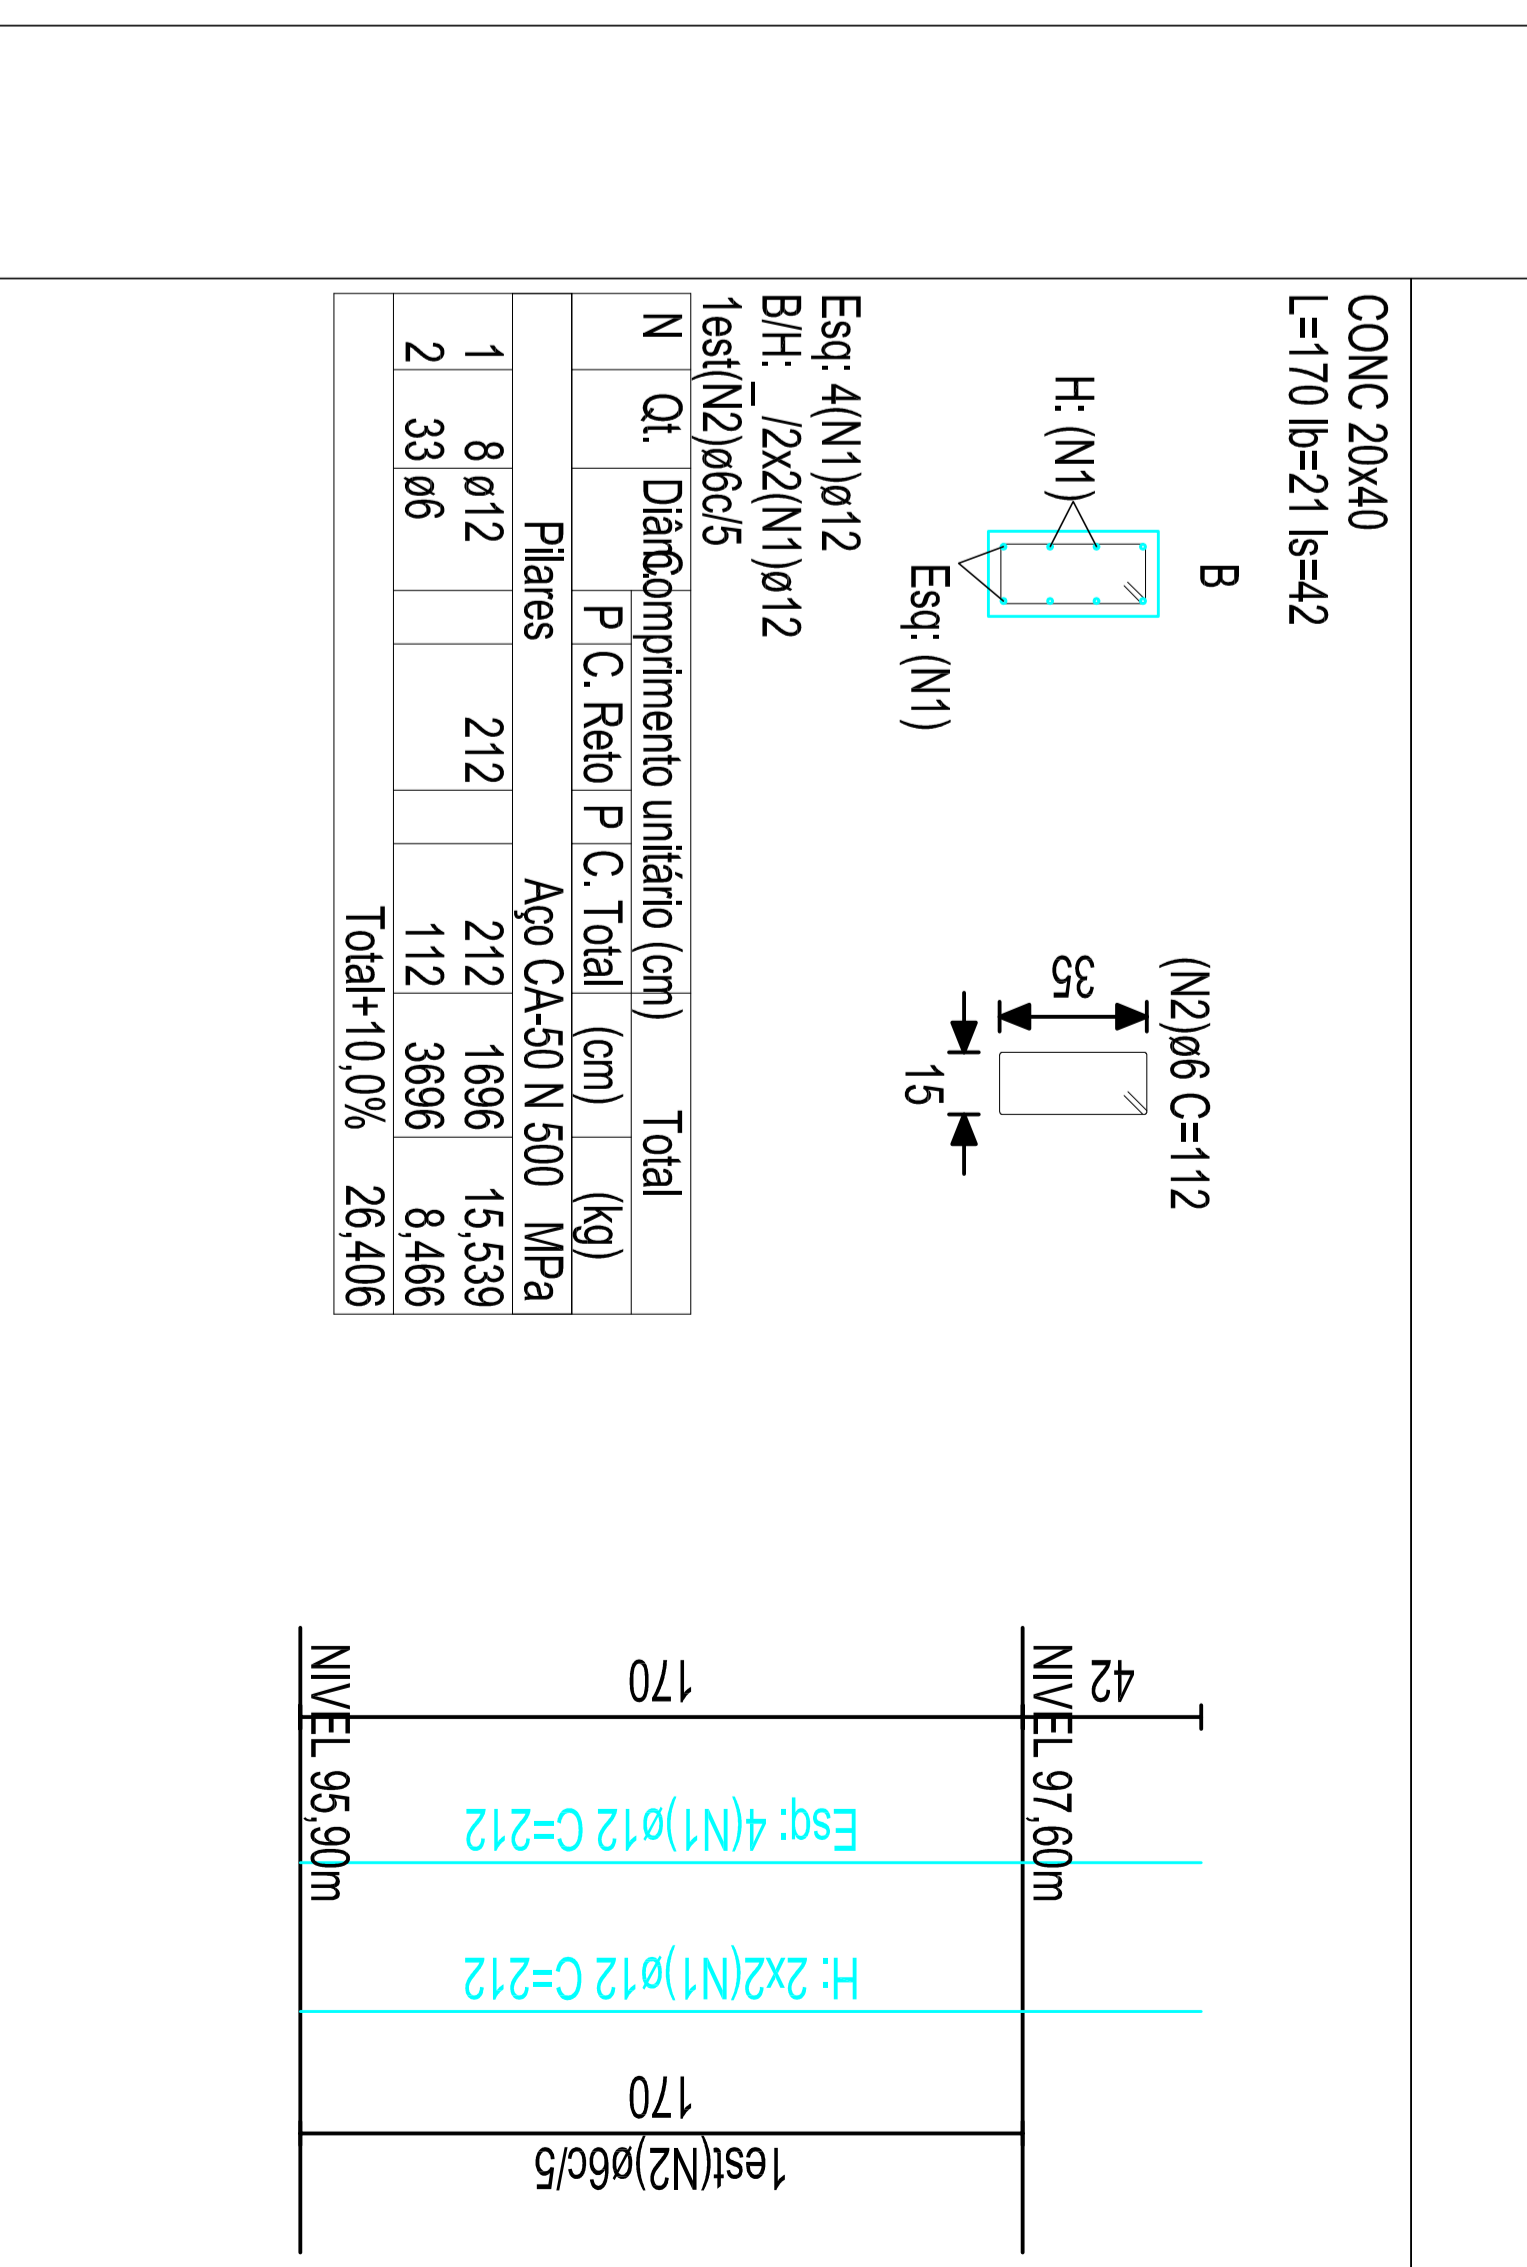 CONC 20x40
L=170 lb=21 ls=42
B
H: (N1)
Esq: (N1)
(N2)ø6 C=112
35
15
Esq: 4(N1)ø12
B/H: _ /2x2(N1)ø12
1est(N2)ø6c/5
N Qt. Diâm. Comprimento unitário (cm) Total
P C. Reto P C. Total (cm) (kg)
Pilares Aço CA-50 N 500 MPa
1 8 ø12 212 212 1696 15,539
2 33 ø6 112 3696 8,466
Total+10,0% 26,406
42
NIVEL 97,60m
170
Esq: 4(N1)ø12 C=212
H: 2x2(N1)ø12 C=212
170
1est(N2)ø6c/5
NIVEL 95,90m